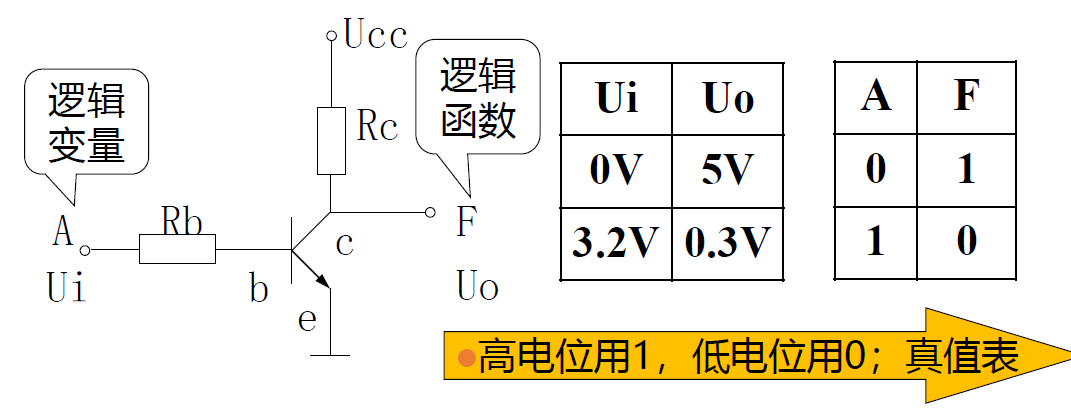 Ucc
逻辑
函数
逻辑
变量
Rc
A
Rb
F
c
Ui
b
Uo
e
Ui Uo
0V 5V
3.2V 0.3V
A F
0 1
1 0
●高电位用1，低电位用0；真值表